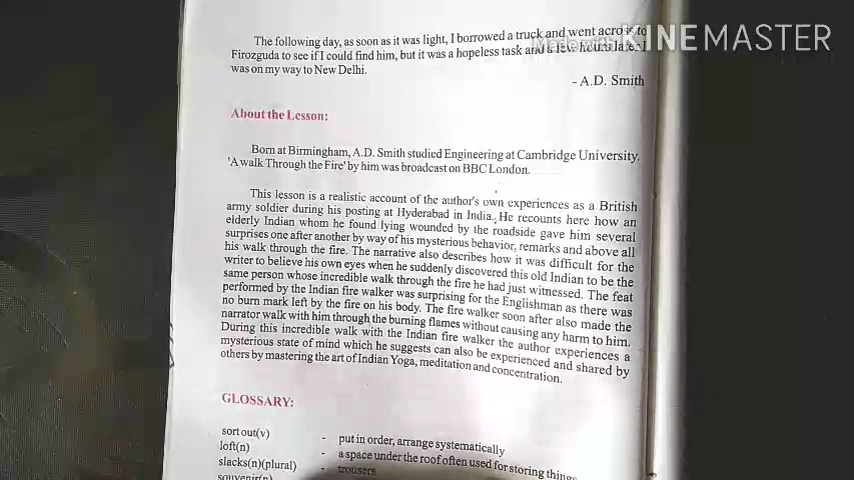 KINEMASTER
The following day, as soon as it was light, I borrowed a truck and went across to
Firozguda to see if I could find him, but it was a hopeless task and a few hours later I
was on my way to New Delhi.
- A.D. Smith
About the Lesson:
Born at Birmingham, A.D. Smith studied Engineering at Cambridge University.
'A walk Through the Fire' by him was broadcast on BBC London.
This lesson is a realistic account of the author's own experiences as a British
army soldier during his posting at Hyderabad in India. He recounts here how an
elderly Indian whom he found lying wounded by the roadside gave him several
surprises one after another by way of his mysterious behavior, remarks and above all
his walk through the fire. The narrative also describes how it was difficult for the
writer to believe his own eyes when he suddenly discovered this old Indian to be the
same person whose incredible walk through the fire he had just witnessed. The feat
performed by the Indian fire walker was surprising for the Englishman as there was
no burn mark left by the fire on his body. The fire walker soon after also made the
narrator walk with him through the burning flames without causing any harm to him.
During this incredible walk with the Indian fire walker the author experiences a
mysterious state of mind which he suggests can also be experienced and shared by
others by mastering the art of Indian Yoga, meditation and concentration.
GLOSSARY:
sort out(v) - put in order, arrange systematically
loft(n) - a space under the roof often used for storing things
slacks(n)(plural) - trousers
souvenir(n)